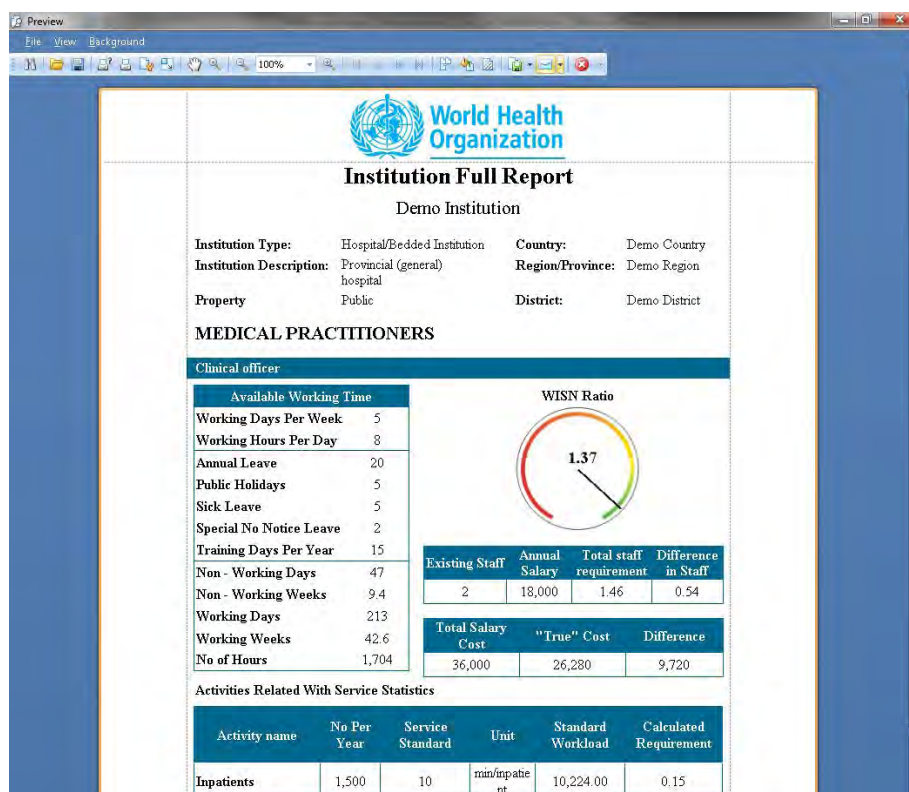 Preview
File View Background
100%
World Health
Organization
Institution Full Report
Demo Institution
Institution Type: Hospital/Bedded Institution Country: Demo Country
Institution Description: Provincial (general) hospital Region/Province: Demo Region
Property Public District: Demo District
MEDICAL PRACTITIONERS
Clinical officer
Available Working Time
Working Days Per Week 5
Working Hours Per Day 8
Annual Leave 20
Public Holidays 5
Sick Leave 5
Special No Notice Leave 2
Training Days Per Year 15
Non - Working Days 47
Non - Working Weeks 9.4
Working Days 213
Working Weeks 42.6
No of Hours 1,704
WISN Ratio
1.37
Existing Staff Annual Salary Total staff requirement Difference in Staff
2 18,000 1.46 0.54
Total Salary Cost "True" Cost Difference
36,000 26,280 9,720
Activities Related With Service Statistics
Activity name No Per Year Service Standard Unit Standard Workload Calculated Requirement
Inpatients 1,500 10 min/inpatie nt 10,224.00 0.15